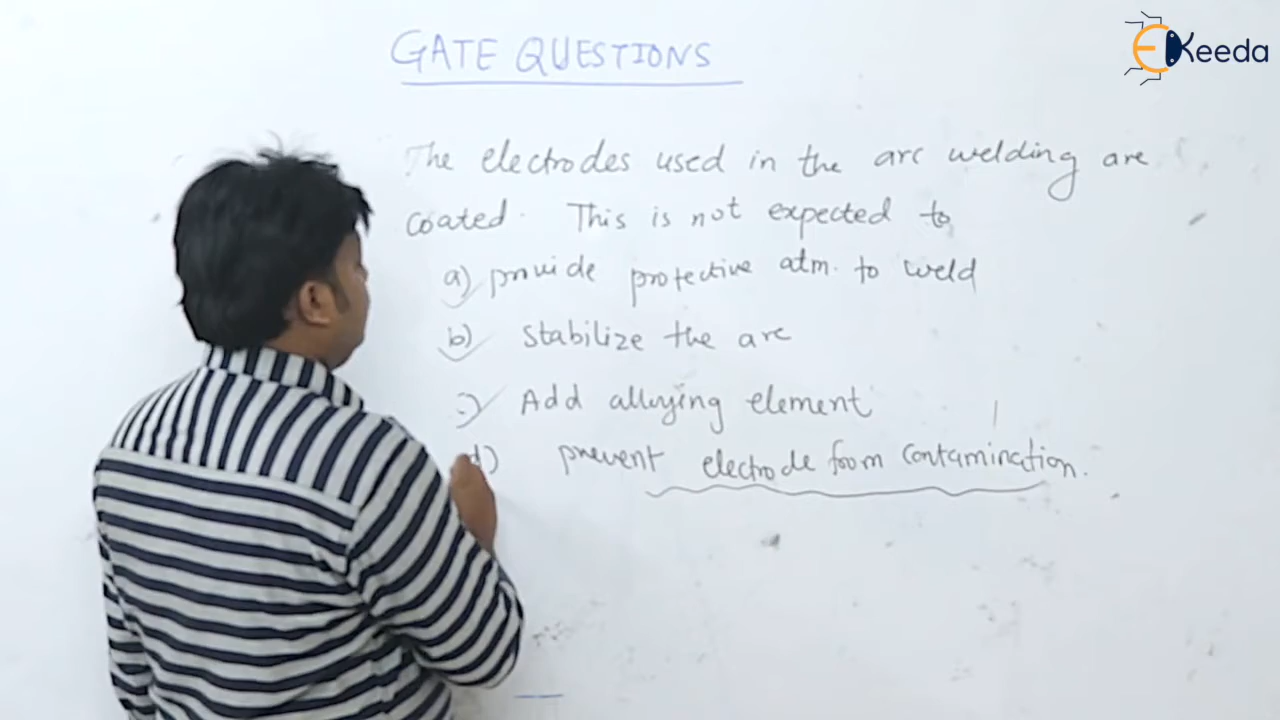 GATE QUESTIONS
EKeeda
The electrodes used in the arc welding are
coated. This is not expected to
a) provide protective atm. to weld
b) Stabilize the arc
c) Add alloying element
d) prevent electrode from contamination.